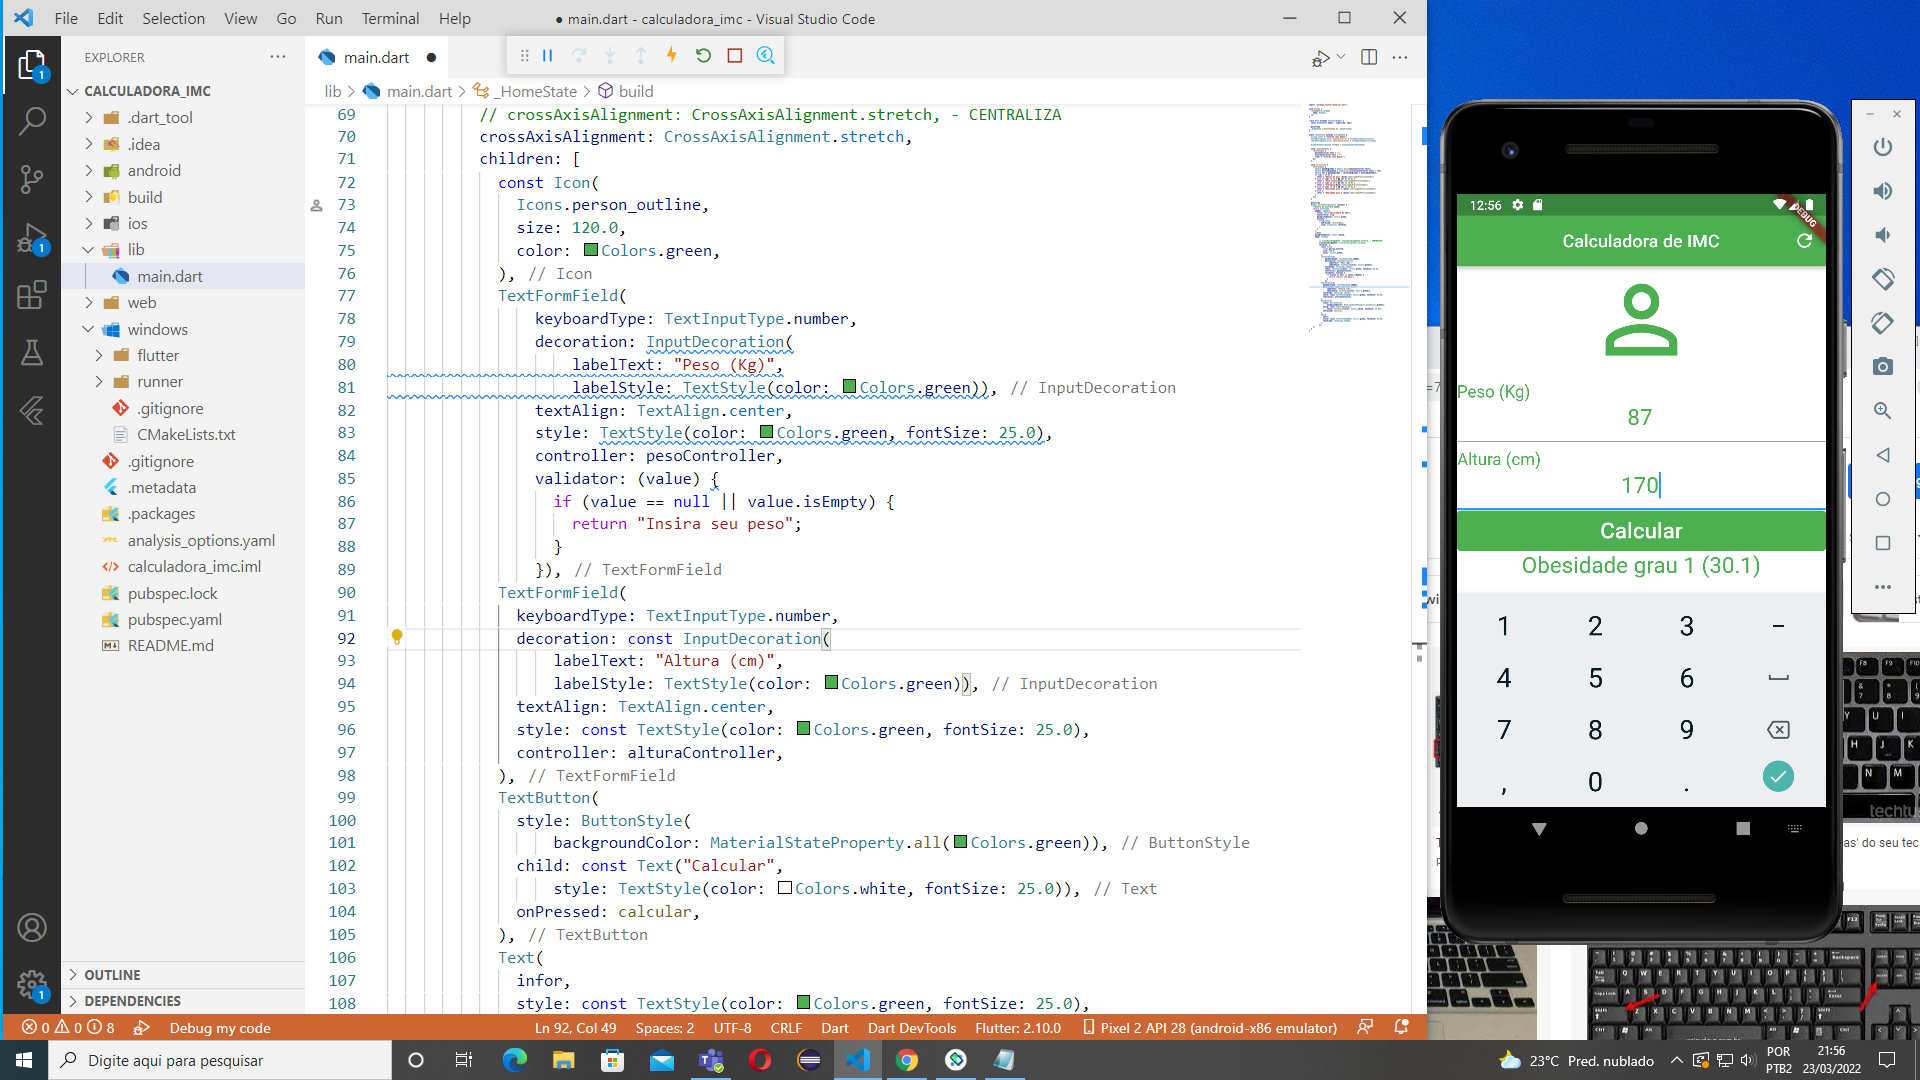 File Edit Selection View Go Run Terminal Help
● main.dart - calculadora_imc - Visual Studio Code
EXPLORER
CALCULADORA_IMC
.dart_tool
.idea
android
build
ios
lib
main.dart
web
windows
flutter
runner
.gitignore
CMakeLists.txt
.gitignore
.metadata
.packages
analysis_options.yaml
calculadora_imc.iml
pubspec.lock
pubspec.yaml
README.md
OUTLINE
DEPENDENCIES
main.dart ●
lib > main.dart > _HomeState > build
69 // crossAxisAlignment: CrossAxisAlignment.stretch, - CENTRALIZA
70 crossAxisAlignment: CrossAxisAlignment.stretch,
71 children: [
72 const Icon(
73 Icons.person_outline,
74 size: 120.0,
75 color: Colors.green,
76 ), // Icon
77 TextFormField(
78 keyboardType: TextInputType.number,
79 decoration: InputDecoration(
80 labelText: "Peso (Kg)",
81 labelStyle: TextStyle(color: Colors.green)), // InputDecoration
82 textAlign: TextAlign.center,
83 style: TextStyle(color: Colors.green, fontSize: 25.0),
84 controller: pesoController,
85 validator: (value) {
86 if (value == null || value.isEmpty) {
87 return "Insira seu peso";
88 }
89 }), // TextFormField
90 TextFormField(
91 keyboardType: TextInputType.number,
92 decoration: const InputDecoration(
93 labelText: "Altura (cm)",
94 labelStyle: TextStyle(color: Colors.green)), // InputDecoration
95 textAlign: TextAlign.center,
96 style: const TextStyle(color: Colors.green, fontSize: 25.0),
97 controller: alturaController,
98 ), // TextFormField
99 TextButton(
100 style: ButtonStyle(
101 backgroundColor: MaterialStateProperty.all(Colors.green)), // ButtonStyle
102 child: const Text("Calcular",
103 style: TextStyle(color: Colors.white, fontSize: 25.0)), // Text
104 onPressed: calcular,
105 ), // TextButton
106 Text(
107 infor,
108 style: const TextStyle(color: Colors.green, fontSize: 25.0),
0 0 8 Debug my code
Ln 92, Col 49 Spaces: 2 UTF-8 CRLF Dart Dart DevTools Flutter: 2.10.0 Pixel 2 API 28 (android-x86 emulator)
12:56
DEBUG
Calculadora de IMC
Peso (Kg)
87
Altura (cm)
170
Calcular
Obesidade grau 1 (30.1)
1 2 3 -
4 5 6
7 8 9
, 0 .
as' do seu tec
Digite aqui para pesquisar
23°C Pred. nublado
POR
PTB2
21:56
23/03/2022